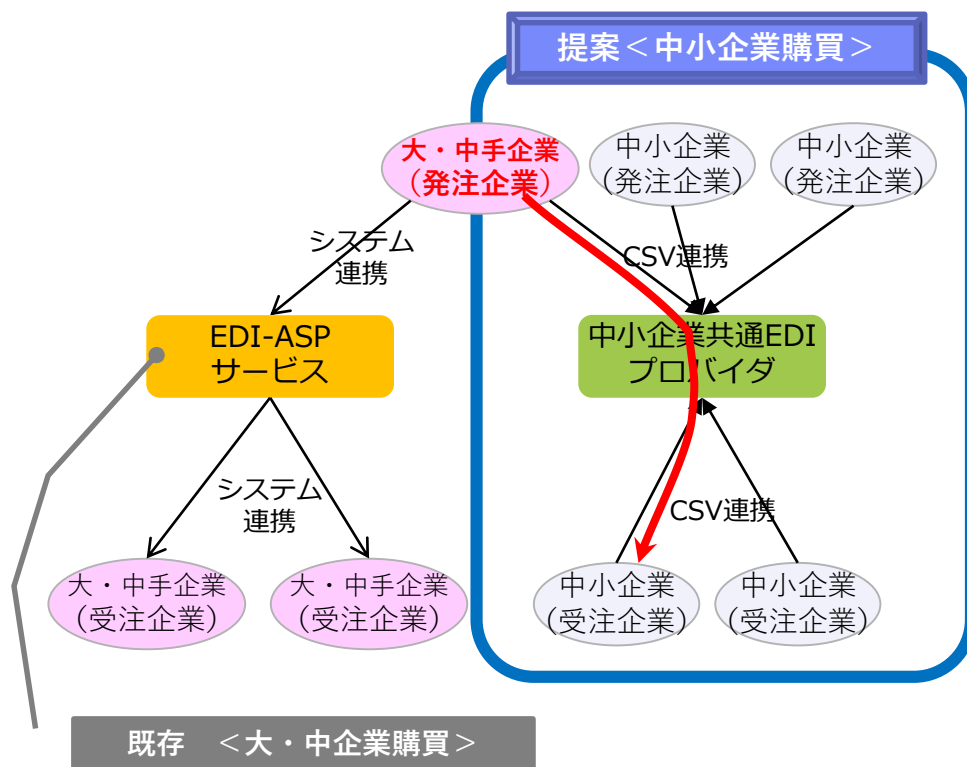 提案＜中小企業購買＞
大・中手企業
（発注企業）
中小企業
（発注企業）
中小企業
（発注企業）
システム
連携
CSV連携
EDI-ASP
サービス
中小企業共通EDI
プロバイダ
システム
連携
CSV連携
大・中手企業
（受注企業）
大・中手企業
（受注企業）
中小企業
（受注企業）
中小企業
（受注企業）
既存　＜大・中企業購買＞